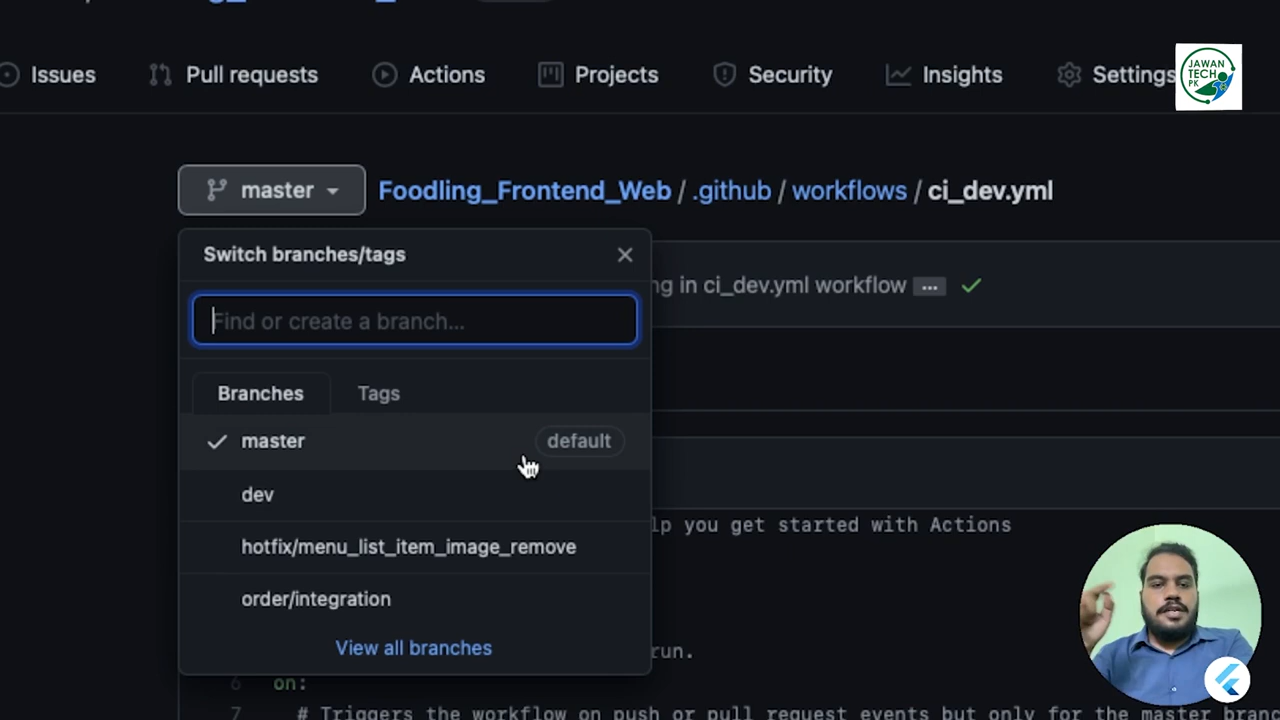 Issues
Pull requests
Actions
Projects
Security
Insights
Settings
JAWAN
TECH
PK
master
Foodling_Frontend_Web / .github / workflows / ci_dev.yml
Switch branches/tags
ng in ci_dev.yml workflow ...
Find or create a branch...
Branches
Tags
master
default
dev
lp you get started with Actions
hotfix/menu_list_item_image_remove
order/integration
View all branches
run.
6 on:
7 # Triggers the workflow on push or pull request events but only for the master bran